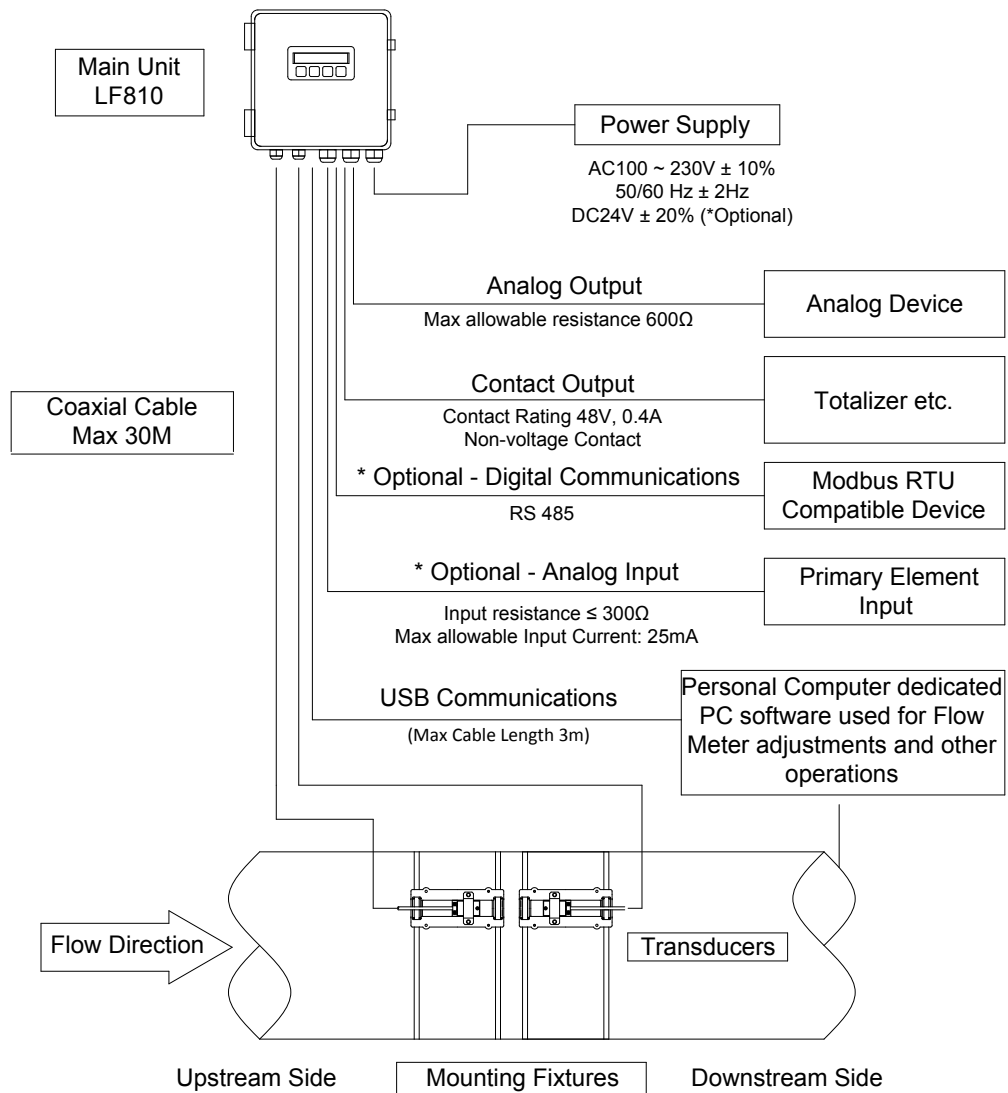 Main Unit
LF810
Power Supply
AC100 ~ 230V ± 10%
50/60 Hz ± 2Hz
DC24V ± 20% (*Optional)
Analog Output
Max allowable resistance 600Ω
Analog Device
Contact Output
Contact Rating 48V, 0.4A
Non-voltage Contact
Totalizer etc.
Coaxial Cable
Max 30M
* Optional - Digital Communications
RS 485
Modbus RTU
Compatible Device
* Optional - Analog Input
Input resistance ≤ 300Ω
Max allowable Input Current: 25mA
Primary Element
Input
USB Communications
(Max Cable Length 3m)
Personal Computer dedicated
PC software used for Flow
Meter adjustments and other
operations
Flow Direction
Transducers
Upstream Side
Mounting Fixtures
Downstream Side